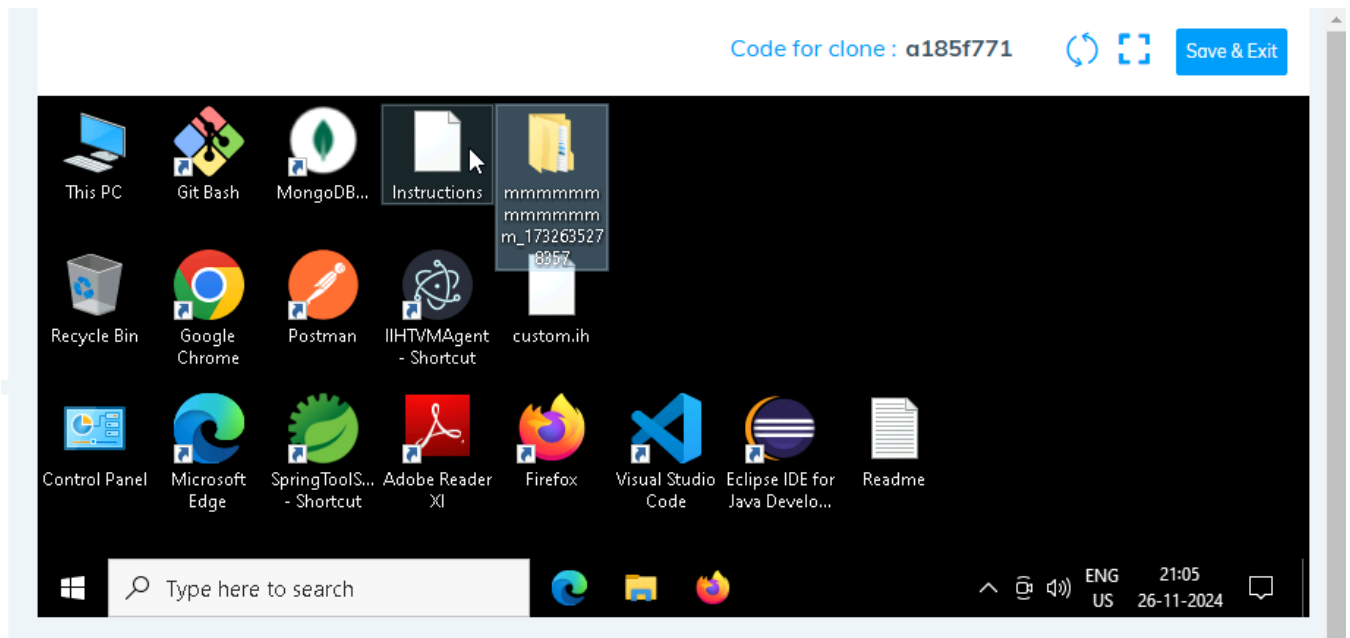 Code for clone : a185f771
Save & Exit
This PC
Git Bash
MongoDB...
Instructions
mmmmmm
mmmmmm
m_173263527
8357
Recycle Bin
Google
Chrome
Postman
IIHTVMAgent
- Shortcut
custom.ih
Control Panel
Microsoft
Edge
SpringToolS...
- Shortcut
Adobe Reader
XI
Firefox
Visual Studio
Code
Eclipse IDE for
Java Develo...
Readme
Type here to search
ENG
US
21:05
26-11-2024